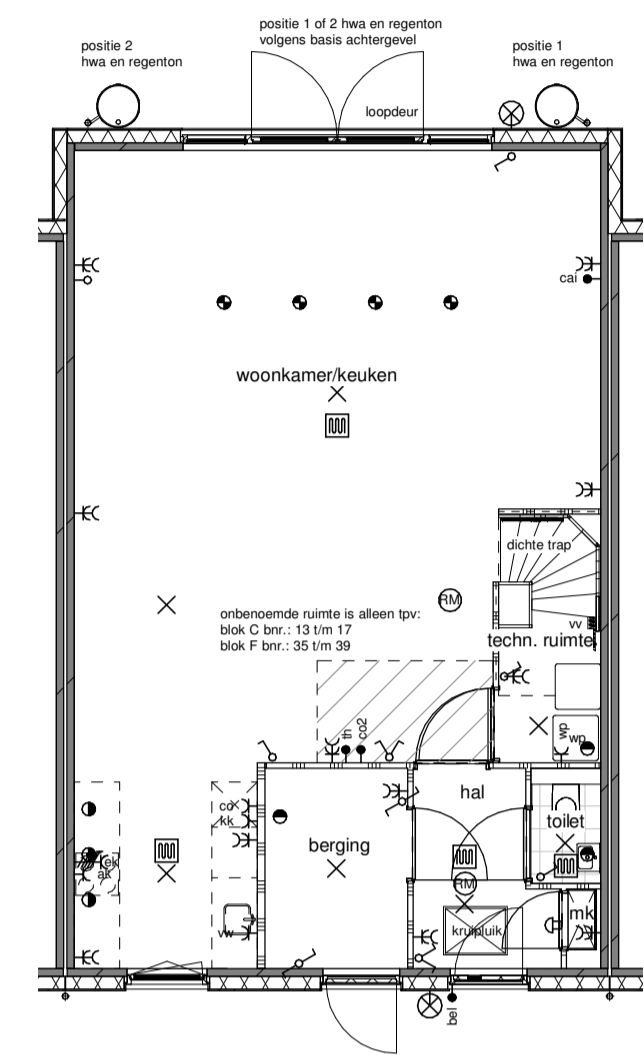 positie 1 of 2 hwa en regenton
volgens basis achtergevel
positie 2
hwa en regenton
positie 1
hwa en regenton
loopdeur
cai
woonkamer/keuken
dichte trap
RM
onbenoemde ruimte is alleen tpv:
blok C bnr.: 13 t/m 17
blok F bnr.: 35 t/m 39
vv
techn. ruimte
th
co2
wp
wp
hal
co
kk
toilet
berging
ek
ak
RM
mk
kruipluik
vw
bel